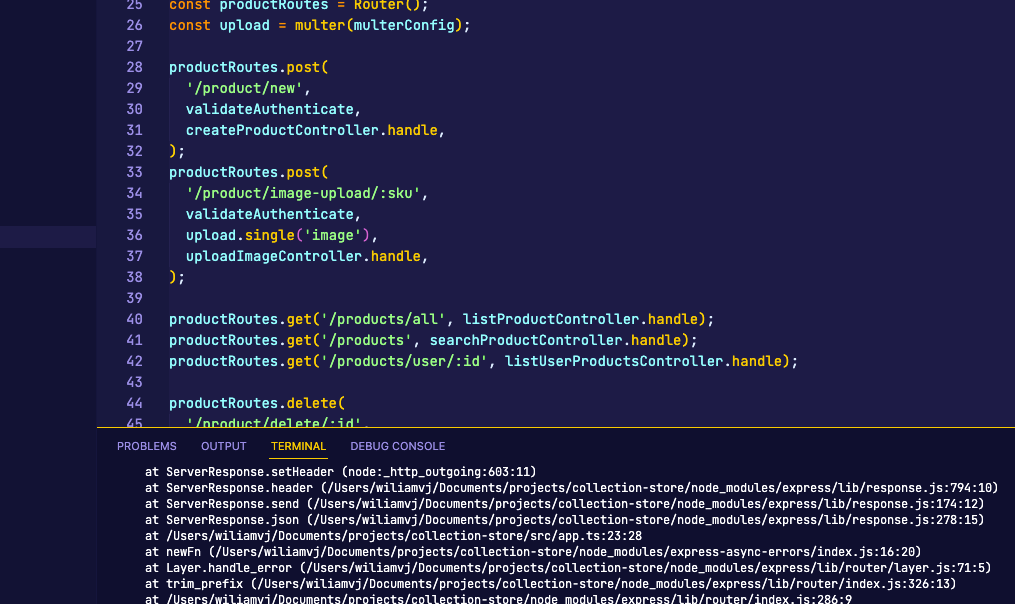 25 const productRoutes = Router();
26 const upload = multer(multerConfig);
27
28 productRoutes.post(
29 '/product/new',
30 validateAuthenticate,
31 createProductController.handle,
32 );
33 productRoutes.post(
34 '/product/image-upload/:sku',
35 validateAuthenticate,
36 upload.single('image'),
37 uploadImageController.handle,
38 );
39
40 productRoutes.get('/products/all', listProductController.handle);
41 productRoutes.get('/products', searchProductController.handle);
42 productRoutes.get('/products/user/:id', listUserProductsController.handle);
43
44 productRoutes.delete(
45 '/product/delete/:id',
PROBLEMS OUTPUT TERMINAL DEBUG CONSOLE
at ServerResponse.setHeader (node:_http_outgoing:603:11)
at ServerResponse.header (/Users/wiliamvj/Documents/projects/collection-store/node_modules/express/lib/response.js:794:10)
at ServerResponse.send (/Users/wiliamvj/Documents/projects/collection-store/node_modules/express/lib/response.js:174:12)
at ServerResponse.json (/Users/wiliamvj/Documents/projects/collection-store/node_modules/express/lib/response.js:278:15)
at /Users/wiliamvj/Documents/projects/collection-store/src/app.ts:23:28
at newFn (/Users/wiliamvj/Documents/projects/collection-store/node_modules/express-async-errors/index.js:16:20)
at Layer.handle_error (/Users/wiliamvj/Documents/projects/collection-store/node_modules/express/lib/router/layer.js:71:5)
at trim_prefix (/Users/wiliamvj/Documents/projects/collection-store/node_modules/express/lib/router/index.js:326:13)
at /Users/wiliamvj/Documents/projects/collection-store/node_modules/express/lib/router/index.js:286:9